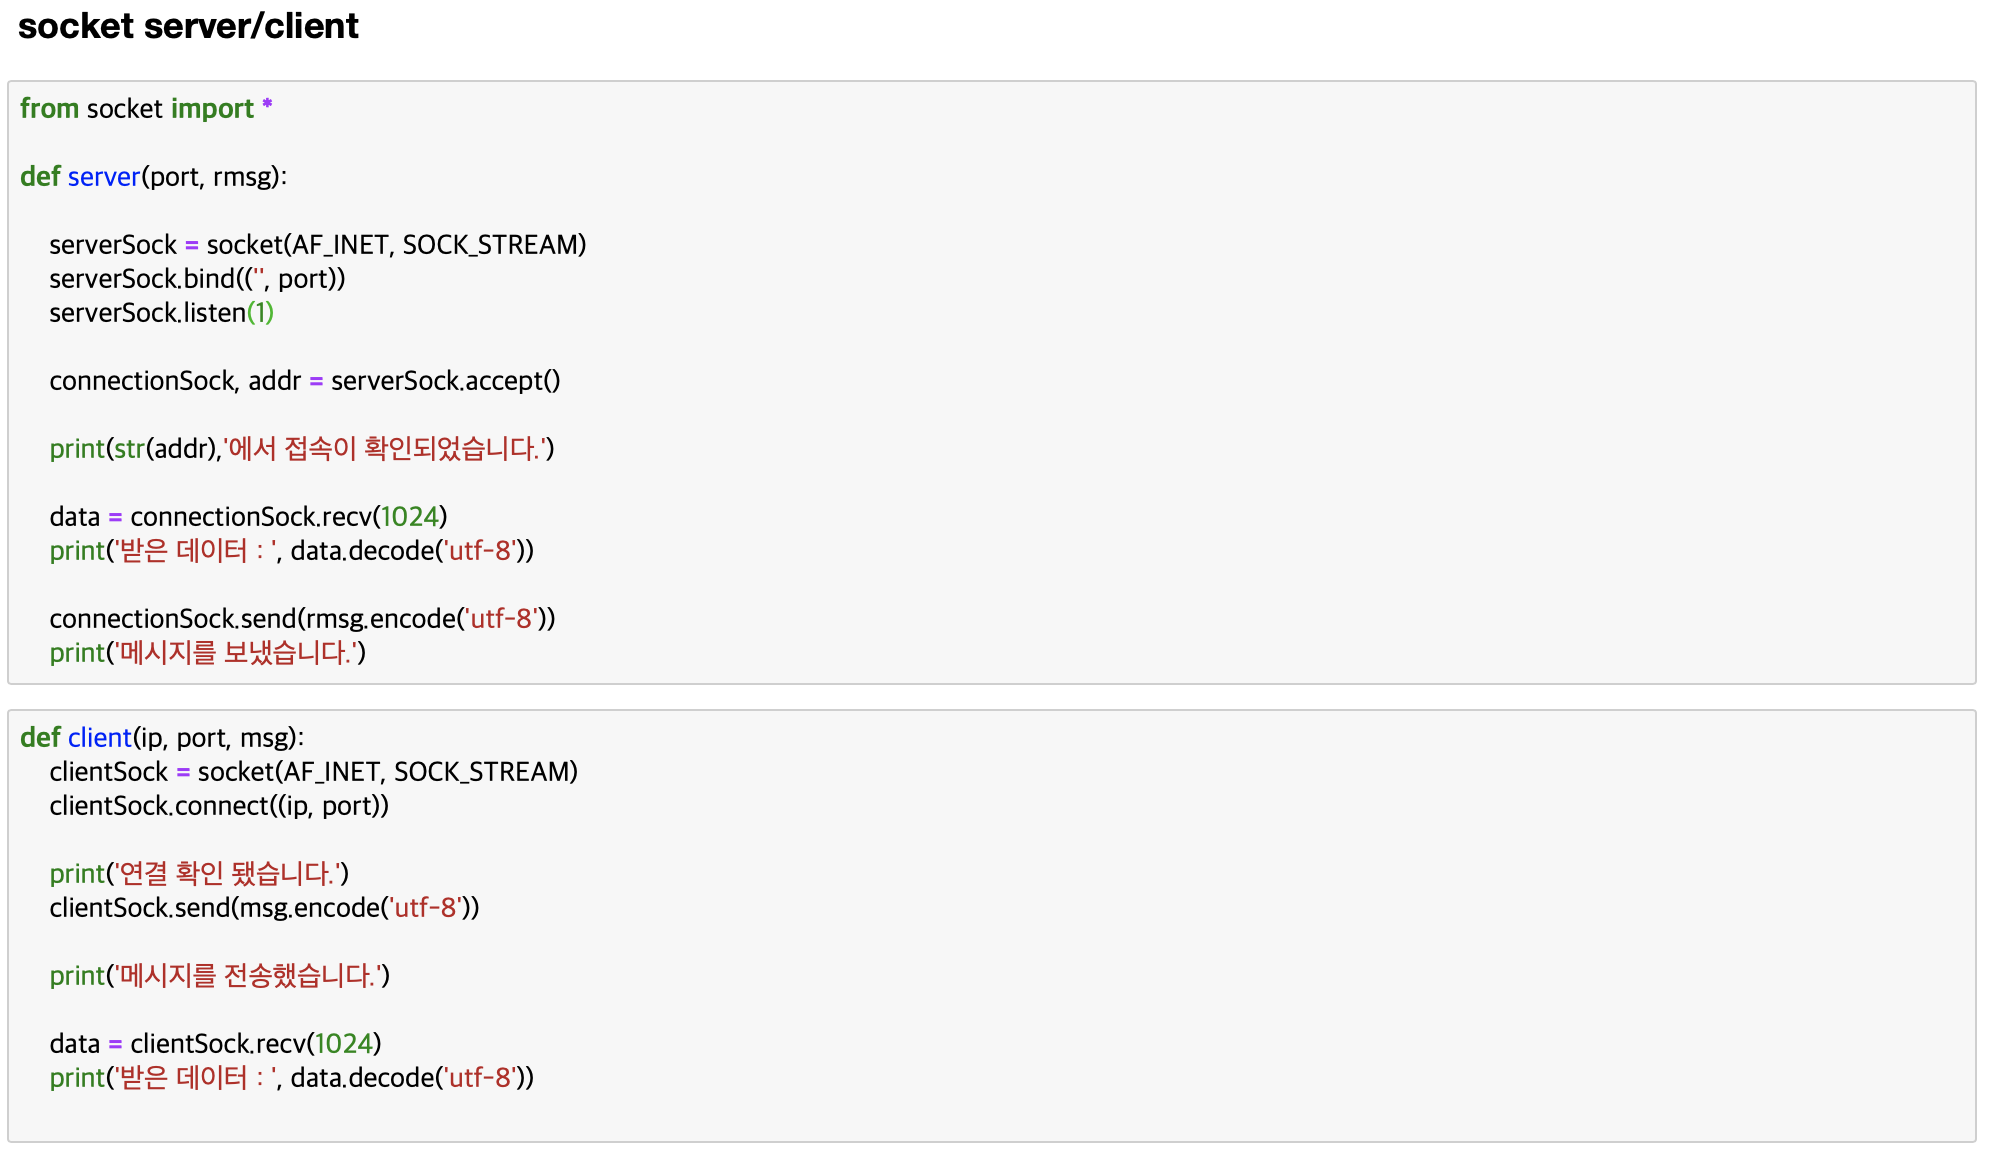 socket server/client
from socket import *
def server(port, rmsg):
serverSock = socket(AF_INET, SOCK_STREAM)
serverSock.bind(('', port))
serverSock.listen(1)
connectionSock, addr = serverSock.accept()
print(str(addr),'에서 접속이 확인되었습니다.')
data = connectionSock.recv(1024)
print('받은 데이터 : ', data.decode('utf-8'))
connectionSock.send(rmsg.encode('utf-8'))
print('메시지를 보냈습니다.')
def client(ip, port, msg):
clientSock = socket(AF_INET, SOCK_STREAM)
clientSock.connect((ip, port))
print('연결 확인 됐습니다.')
clientSock.send(msg.encode('utf-8'))
print('메시지를 전송했습니다.')
data = clientSock.recv(1024)
print('받은 데이터 : ', data.decode('utf-8'))